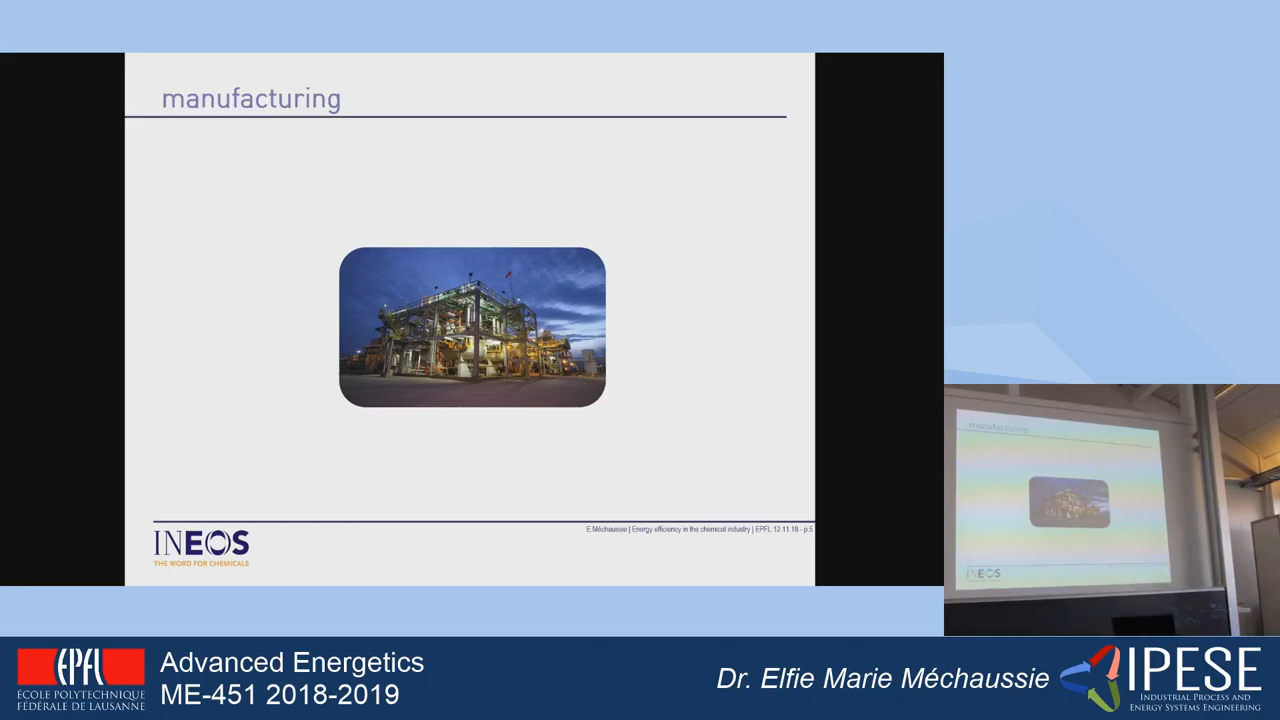 manufacturing
INEOS
THE WORD FOR CHEMICALS
E.Méchaussie | Energy efficiency in the chemical industry | EPFL 12.11.18 - p.5
manufacturing
INEOS
EPFL
ÉCOLE POLYTECHNIQUE
FÉDÉRALE DE LAUSANNE
Advanced Energetics
ME-451 2018-2019
Dr. Elfie Marie Méchaussie
IPESE
INDUSTRIAL PROCESS AND
ENERGY SYSTEMS ENGINEERING